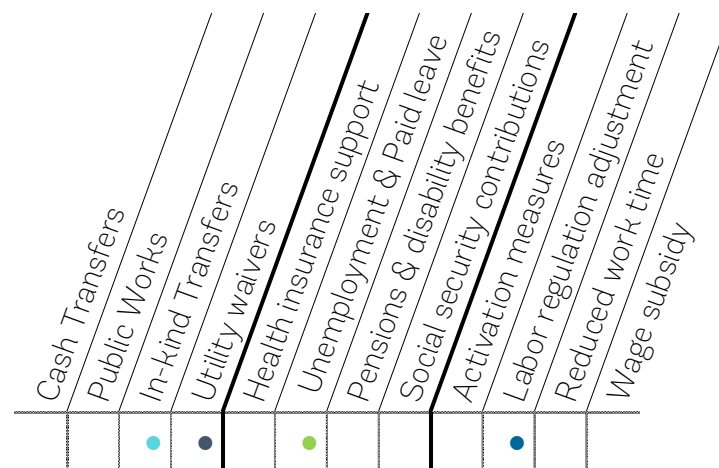 Cash Transfers
Public Works
In-kind Transfers
Utility waivers
Health insurance support
Unemployment & Paid leave
Pensions & disability benefits
Social security contributions
Activation measures
Labor regulation adjustment
Reduced work time
Wage subsidy